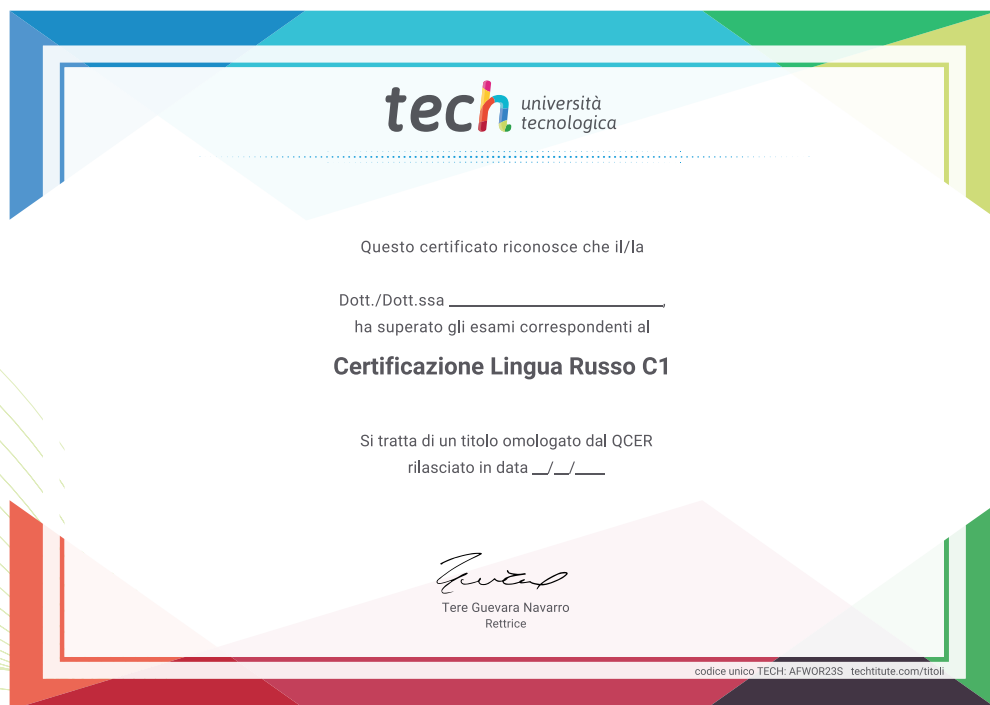 tech università
tecnologica
Questo certificato riconosce che il/la
Dott./Dott.ssa ______________________,
ha superato gli esami correspondenti al
Certificazione Lingua Russo C1
Si tratta di un titolo omologato dal QCER
rilasciato in data __/__/____
Tere Guevara Navarro
Rettrice
codice unico TECH: AFWOR23S techtitute.com/titoli